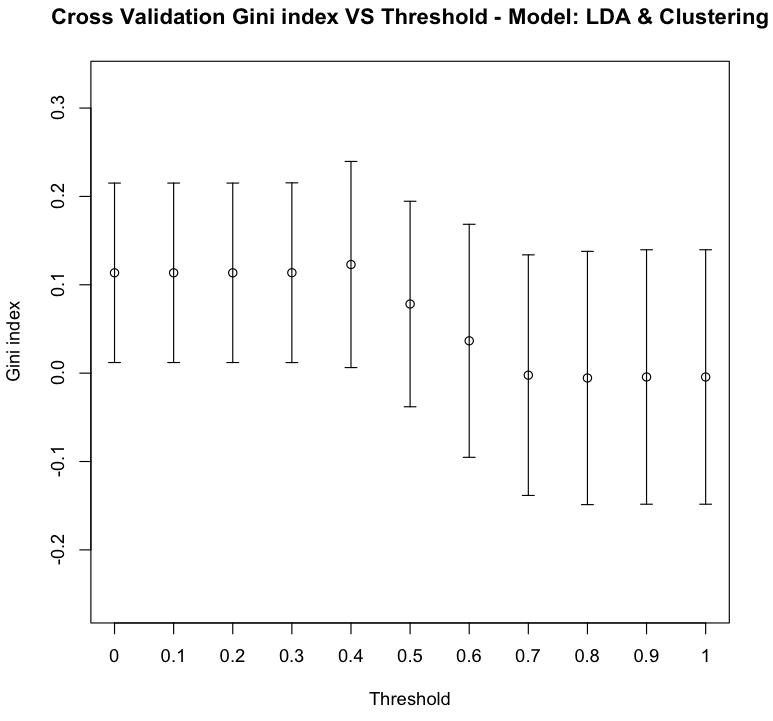 Cross Validation Gini index VS Threshold - Model: LDA & Clustering
0.3
0.2
0.1
0.0
-0.1
-0.2
Gini index
0 0.1 0.2 0.3 0.4 0.5 0.6 0.7 0.8 0.9 1
Threshold